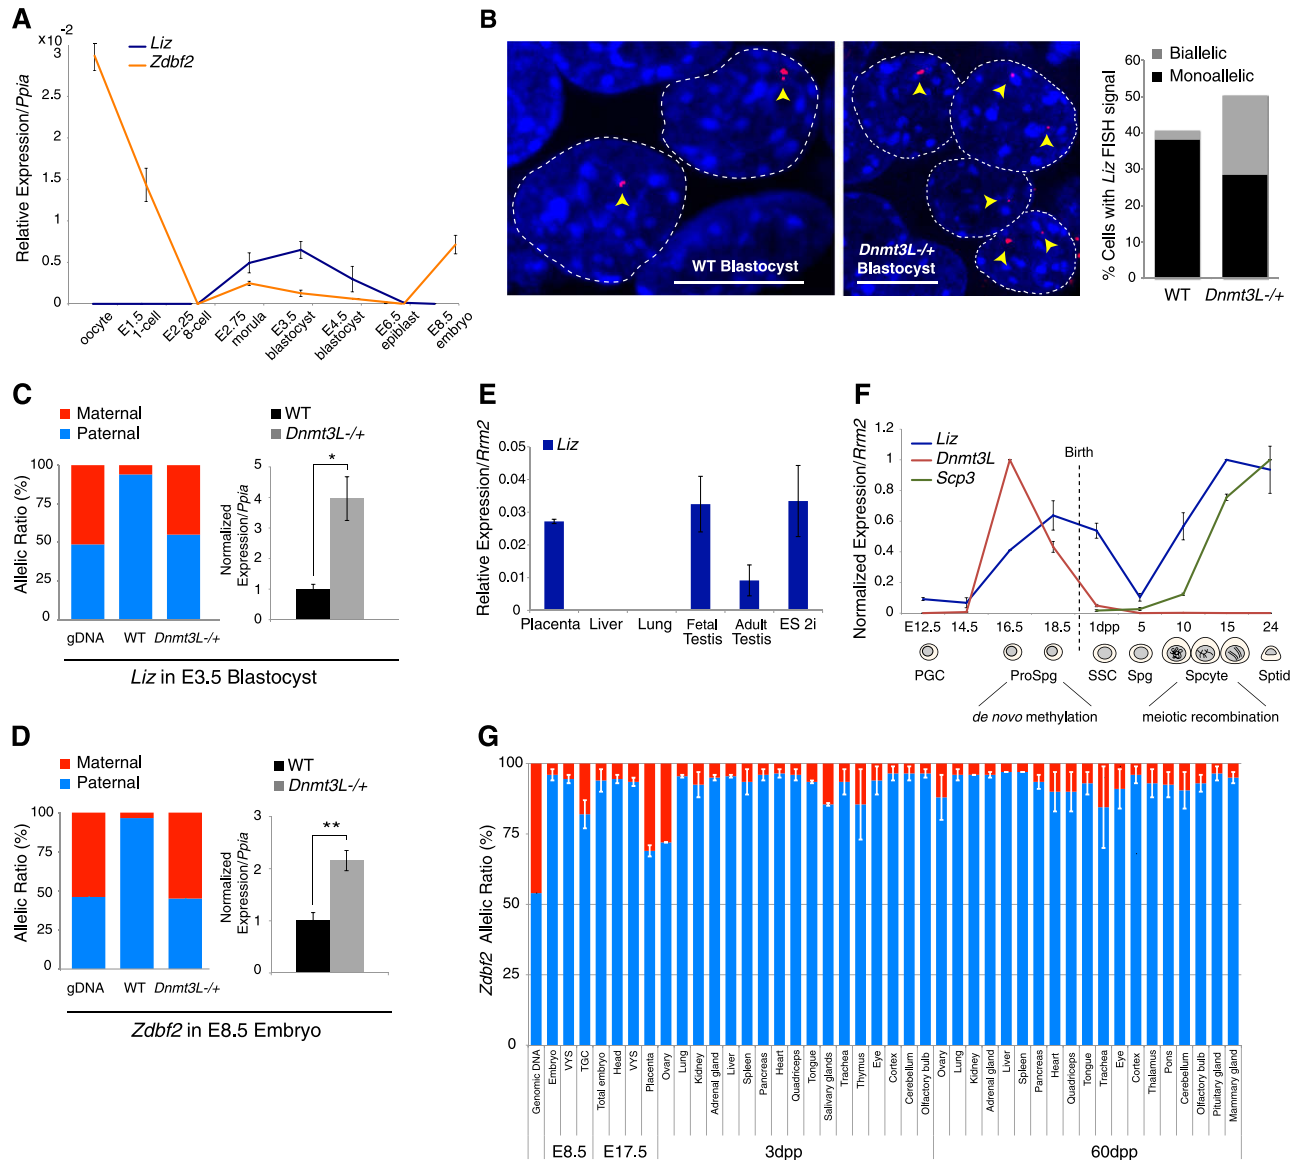 A
x10-2
Liz
Zdbf2
Relative Expression/Ppia
3
2.5
2
1.5
1
0.5
0
oocyte
E1.5 1-cell
E2.25 8-cell
E2.75 morula
E3.5 blastocyst
E4.5 blastocyst
E6.5 epiblast
E8.5 embryo
B
WT Blastocyst
Dnmt3L-/+
Blastocyst
Biallelic
Monoallelic
% Cells with Liz FISH signal
60
50
40
30
20
10
0
WT
Dnmt3L-/+
C
Maternal
Paternal
Allelic Ratio (%)
100
75
50
25
0
gDNA
WT
Dnmt3L-/+
WT
Dnmt3L-/+
Normalized
Expression/Ppia
5
4
3
2
1
0
*
Liz in E3.5 Blastocyst
D
Maternal
Paternal
Allelic Ratio (%)
100
75
50
25
0
gDNA
WT
Dnmt3L-/+
WT
Dnmt3L-/+
Normalized
Expression/Ppia
3
2
1
0
**
Zdbf2 in E8.5 Embryo
E
Liz
Relative Expression/Rrm2
0.05
0.04
0.03
0.02
0.01
0
Placenta
Liver
Lung
Fetal
Testis
Adult
Testis
ES 2i
F
Liz
Dnmt3L
Scp3
Birth
Normalized Expression/Rrm2
1.2
1
0.8
0.6
0.4
0.2
0
E12.5 14.5 16.5 18.5 1dpp 5 10 15 24
PGC
ProSpg
SSC
Spg
Spcyte
Sptid
de novo methylation
meiotic recombination
G
Zdbf2 Allelic Ratio (%)
100
75
50
25
0
Genomic DNA
Embryo
VYS
TGC
Total embryo
Head
VYS
Placenta
Ovary
Lung
Kidney
Adrenal gland
Liver
Spleen
Pancreas
Heart
Quadriceps
Tongue
Salivary glands
Trachea
Thymus
Eye
Cortex
Cerebellum
Olfactory bulb
Ovary
Lung
Kidney
Adrenal gland
Liver
Spleen
Pancreas
Heart
Quadriceps
Tongue
Trachea
Eye
Cortex
Thalamus
Pons
Cerebellum
Olfactory bulb
Pituitary gland
Mammary gland
E8.5
E17.5
3dpp
60dpp